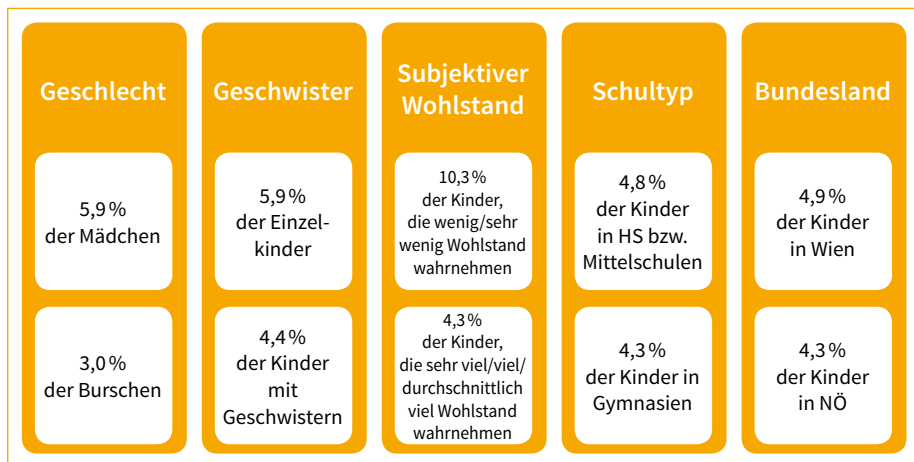 Geschlecht
5,9 %
der Mädchen
3,0 %
der Burschen
Geschwister
5,9 %
der Einzel-
kinder
4,4 %
der Kinder
mit
Geschwistern
Subjektiver
Wohlstand
10,3 %
der Kinder,
die wenig/sehr
wenig Wohlstand
wahrnehmen
4,3 %
der Kinder,
die sehr viel/viel/
durchschnittlich
viel Wohlstand
wahrnehmen
Schultyp
4,8 %
der Kinder
in HS bzw.
Mittelschulen
4,3 %
der Kinder in
Gymnasien
Bundesland
4,9 %
der Kinder
in Wien
4,3 %
der Kinder
in NÖ